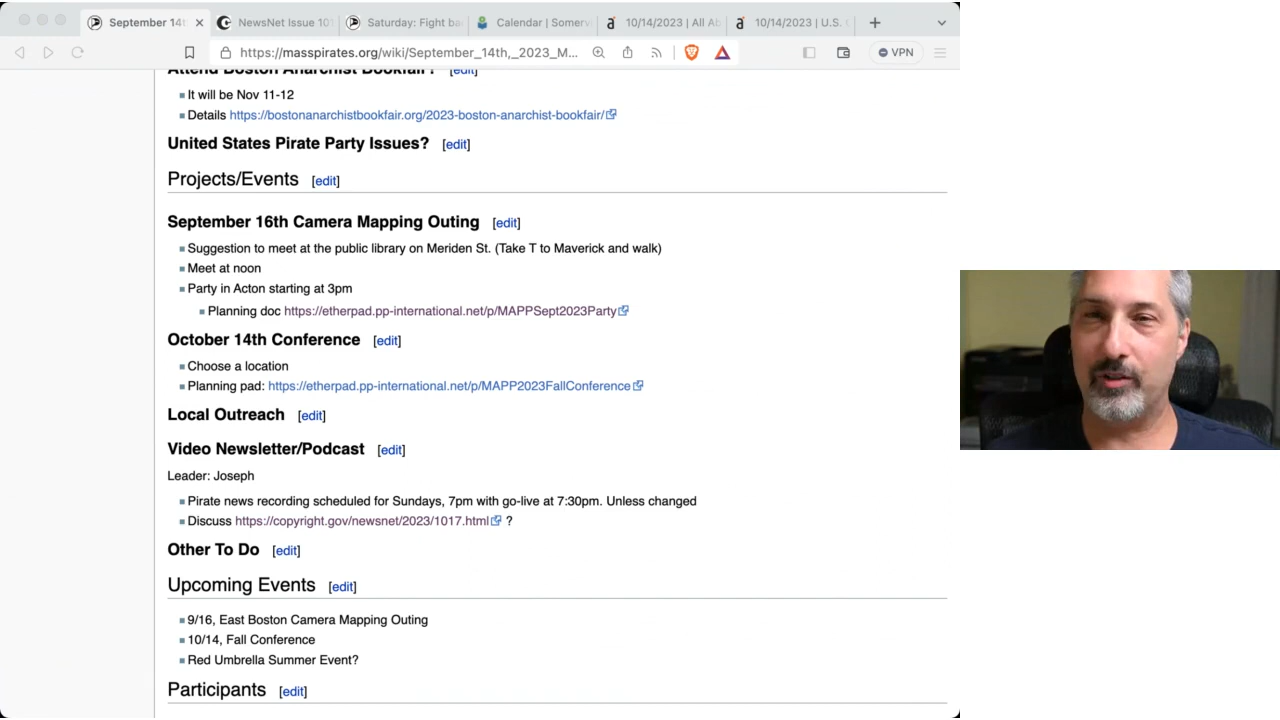 September 14t
NewsNet Issue 101
Saturday: Fight ba
Calendar | Somerv
10/14/2023 | All Ab
10/14/2023 | U.S.
https://masspirates.org/wiki/September_14th,_2023_M...
VPN
Attend Boston Anarchist Bookfair? [edit]
It will be Nov 11-12
Details https://bostonanarchistbookfair.org/2023-boston-anarchist-bookfair/
United States Pirate Party Issues? [edit]
Projects/Events [edit]
September 16th Camera Mapping Outing [edit]
Suggestion to meet at the public library on Meriden St. (Take T to Maverick and walk)
Meet at noon
Party in Acton starting at 3pm
Planning doc https://etherpad.pp-international.net/p/MAPPSept2023Party
October 14th Conference [edit]
Choose a location
Planning pad: https://etherpad.pp-international.net/p/MAPP2023FallConference
Local Outreach [edit]
Video Newsletter/Podcast [edit]
Leader: Joseph
Pirate news recording scheduled for Sundays, 7pm with go-live at 7:30pm. Unless changed
Discuss https://copyright.gov/newsnet/2023/1017.html ?
Other To Do [edit]
Upcoming Events [edit]
9/16, East Boston Camera Mapping Outing
10/14, Fall Conference
Red Umbrella Summer Event?
Participants [edit]